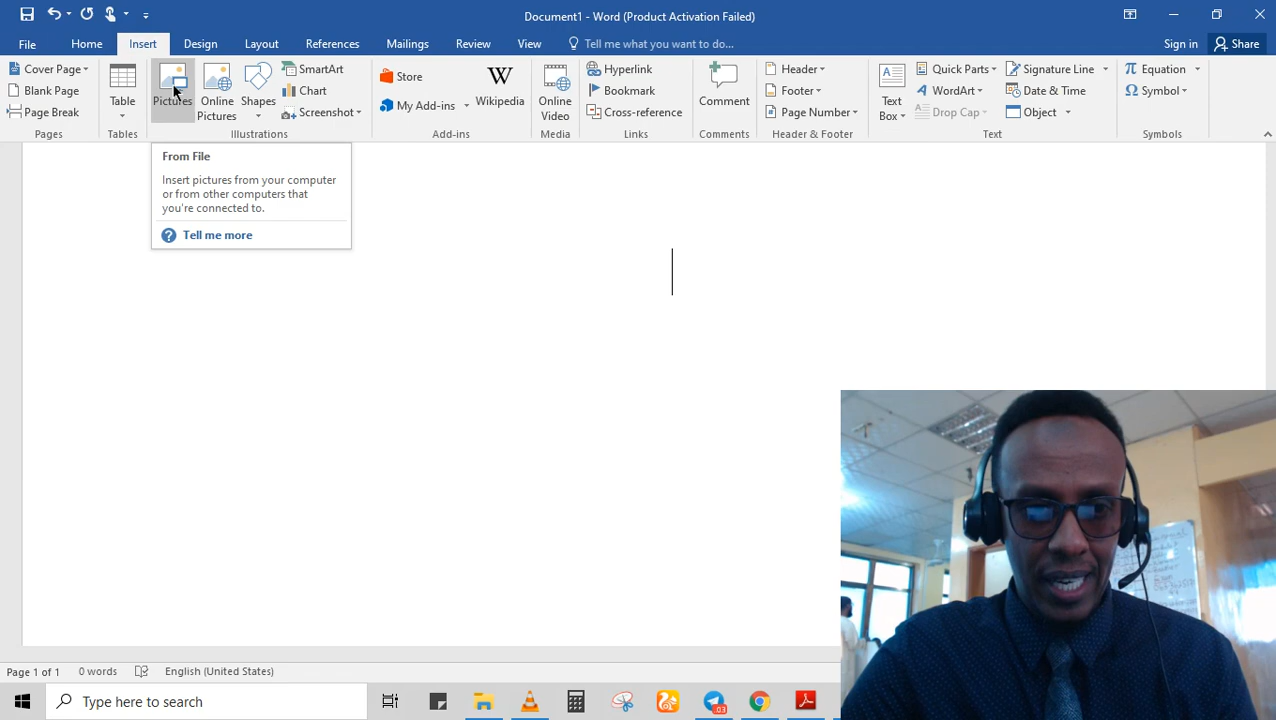 Document1 - Word (Product Activation Failed)
File Home Insert Design Layout References Mailings Review View Tell me what you want to do... Sign in Share
Cover Page
Blank Page
Page Break
Pages
Table
Tables
Pictures
Online Pictures
Shapes
SmartArt
Chart
Screenshot
Illustrations
Store
My Add-ins
W
Wikipedia
Add-ins
Online Video
Media
Hyperlink
Bookmark
Cross-reference
Links
Comment
Comments
Header
Footer
Page Number
Header & Footer
Text Box
Quick Parts
WordArt
Drop Cap
Signature Line
Date & Time
Object
Text
Equation
Symbol
Symbols
From File
Insert pictures from your computer
or from other computers that
you're connected to.
Tell me more
Page 1 of 1 0 words English (United States)
Type here to search
03